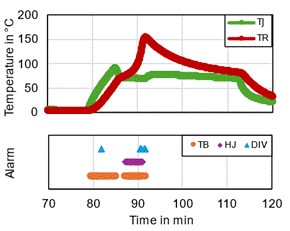 Temperature in °C
200
150
100
50
0
TJ
TR
Alarm
TB HJ DIV
70 80 90 100 110 120
Time in min